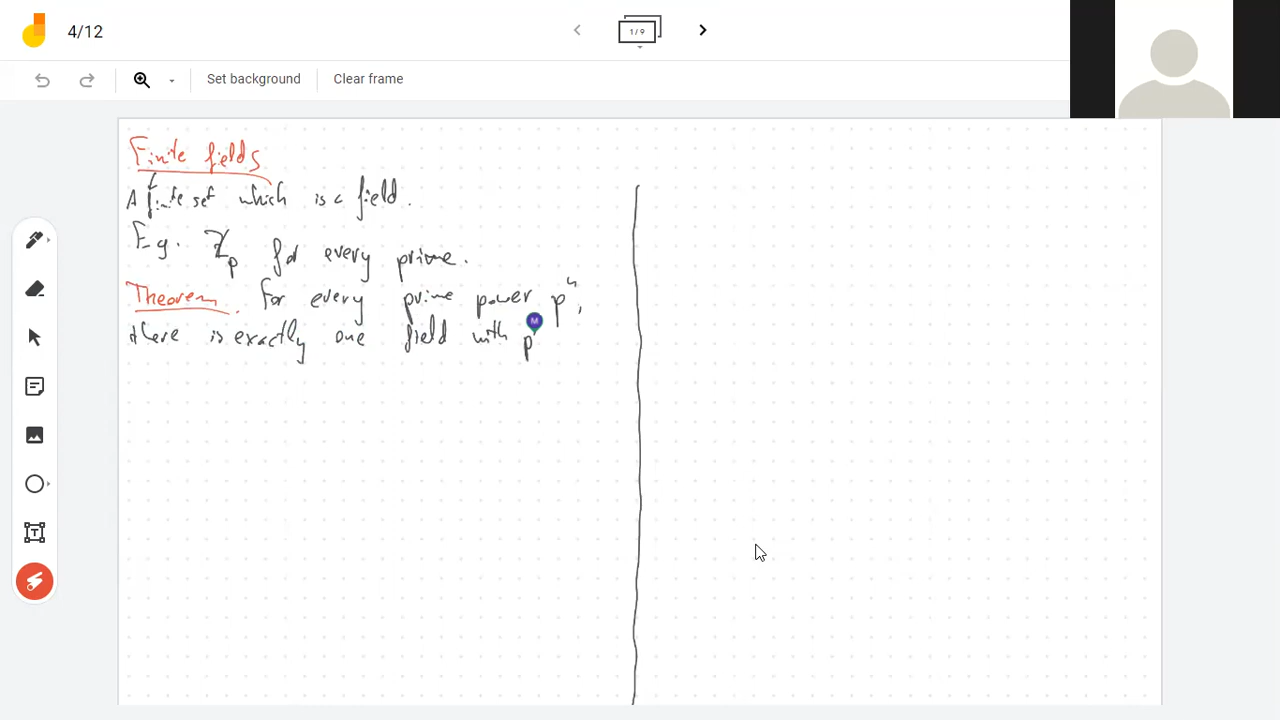 4/12
1/9
Set background
Clear frame
Finite fields
A finite set which is a field.
E.g. ℤ_p for every prime.
Theorem. For every prime power p^n,
M
there is exactly one field with p
T